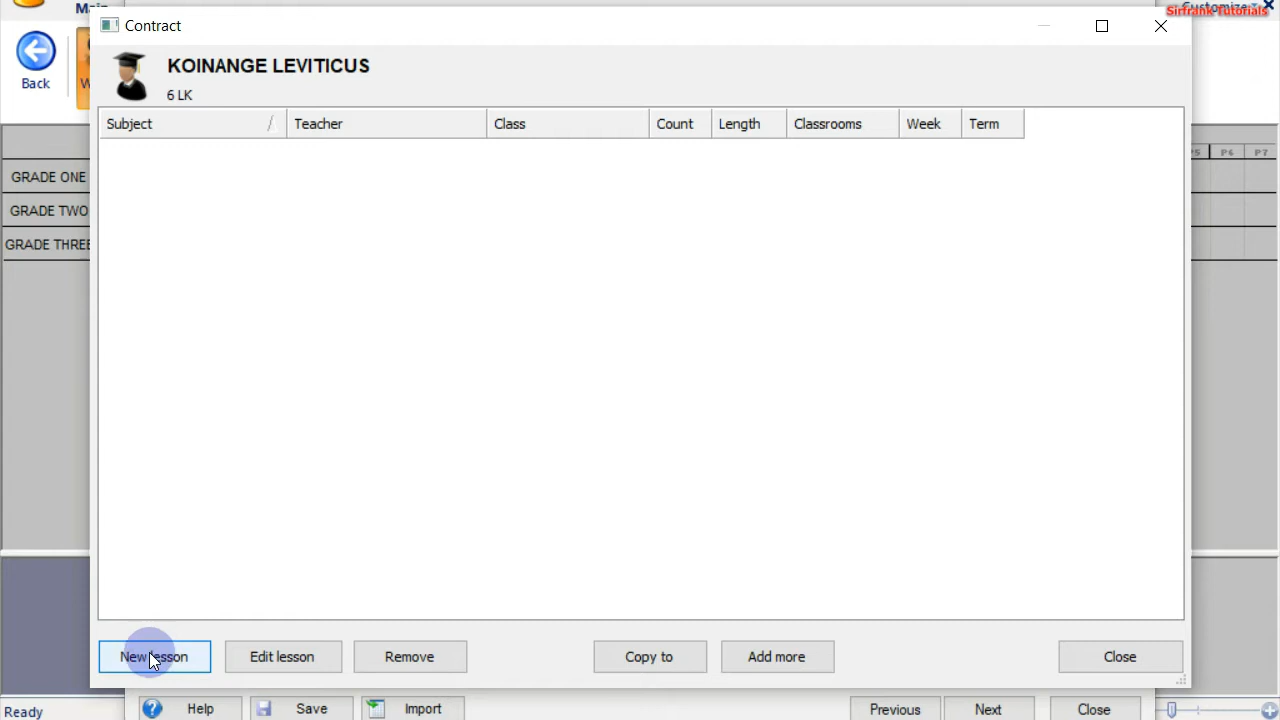 Main
Customize
Sirfrank Tutorials
Contract
Back
KOINANGE LEVITICUS
6 LK
Subject / Teacher Class Count Length Classrooms Week Term
P6 P7
GRADE ONE
GRADE TWO
GRADE THREE
New lesson Edit lesson Remove Copy to Add more Close
Ready Help Save Import Previous Next Close